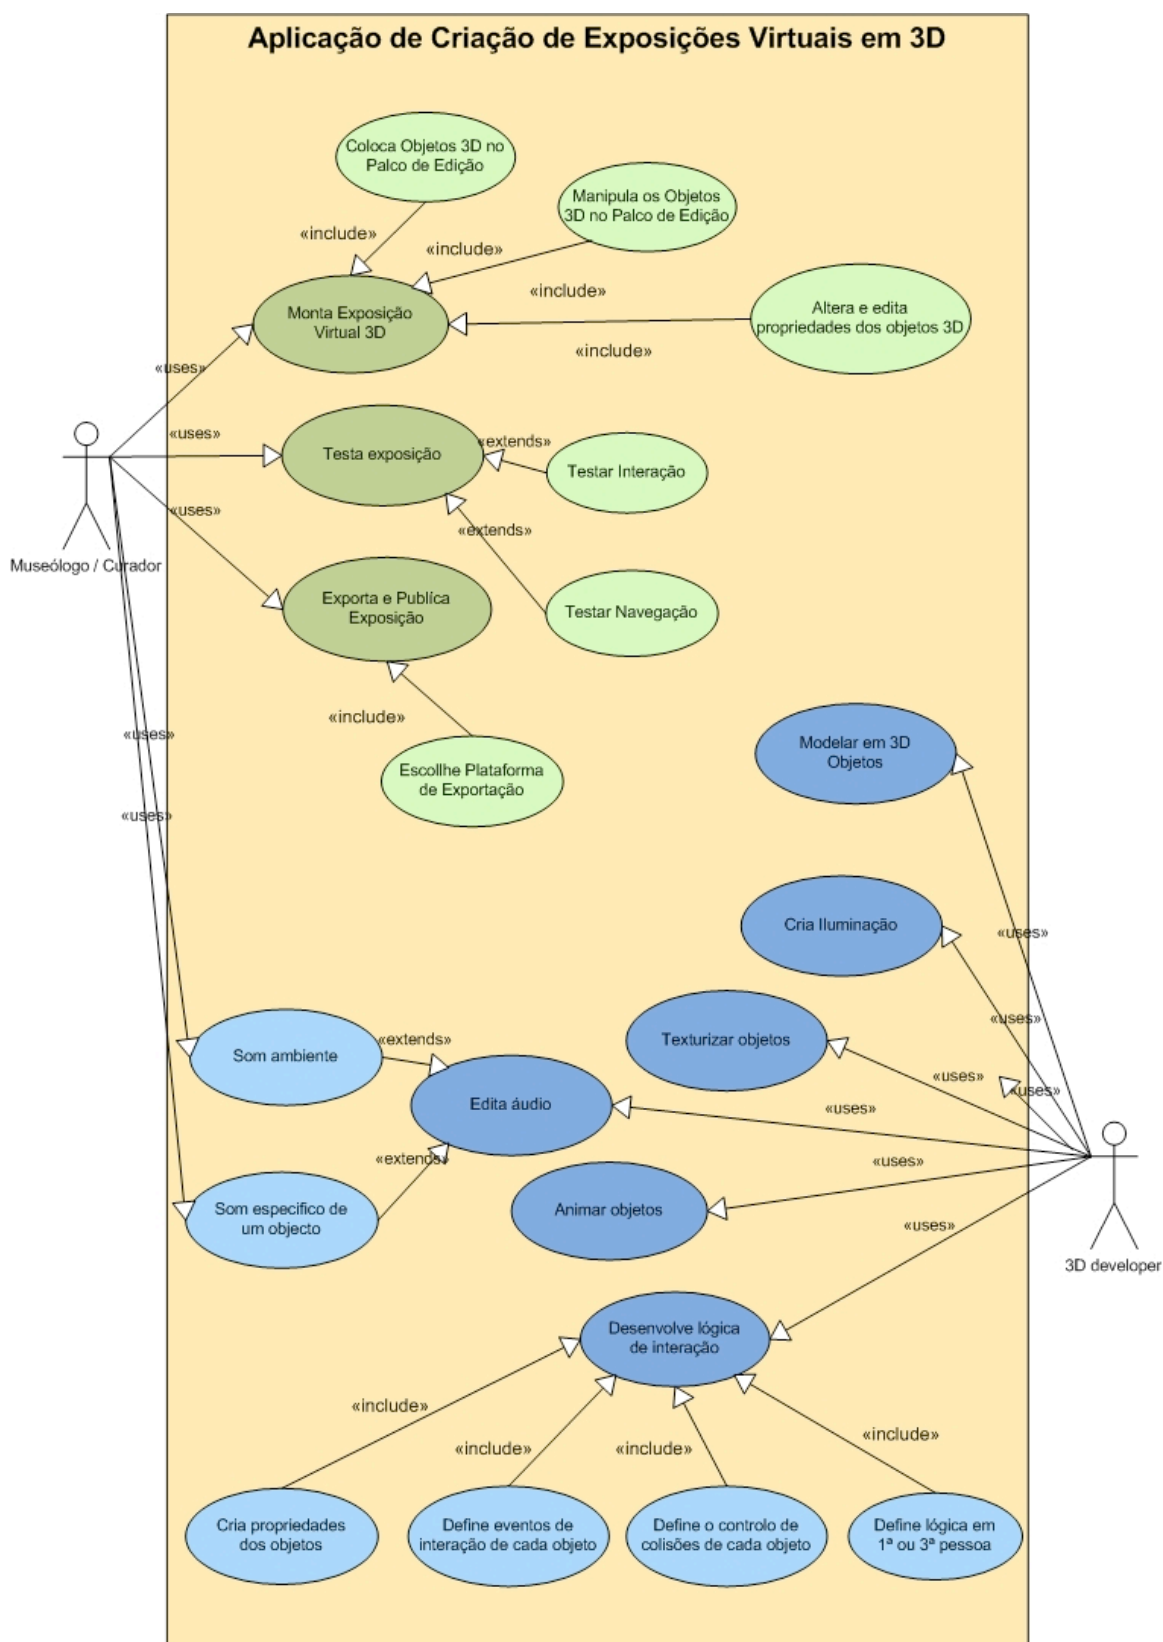 Aplicação de Criação de Exposições Virtuais em 3D
Coloca Objetos 3D no
Palco de Edição
Manipula os Objetos
3D no Palco de Edição
«include»
«include»
«include»
Altera e edita
propriedades dos objetos 3D
Monta Exposição
Virtual 3D
«include»
«uses»
«uses»
«extends»
Testa exposição
Testar Interação
«uses»
«extends»
Museólogo / Curador
Exporta e Publíca
Exposição
Testar Navegação
«include»
«uses»
Modelar em 3D
Objetos
Escollhe Plataforma
de Exportação
«uses»
Cria Iluminação
«uses»
«uses»
Texturizar objetos
«extends»
Som ambiente
«uses»
«uses»
Edita áudio
«uses»
«extends»
«uses»
Som especifico de
um objecto
Animar objetos
«uses»
3D developer
Desenvolve lógica
de interação
«include»
«include»
«include»
«include»
Cria propriedades
dos objetos
Define eventos de
interação de cada objeto
Define o controlo de
colisões de cada objeto
Define lógica em
1ª ou 3ª pessoa